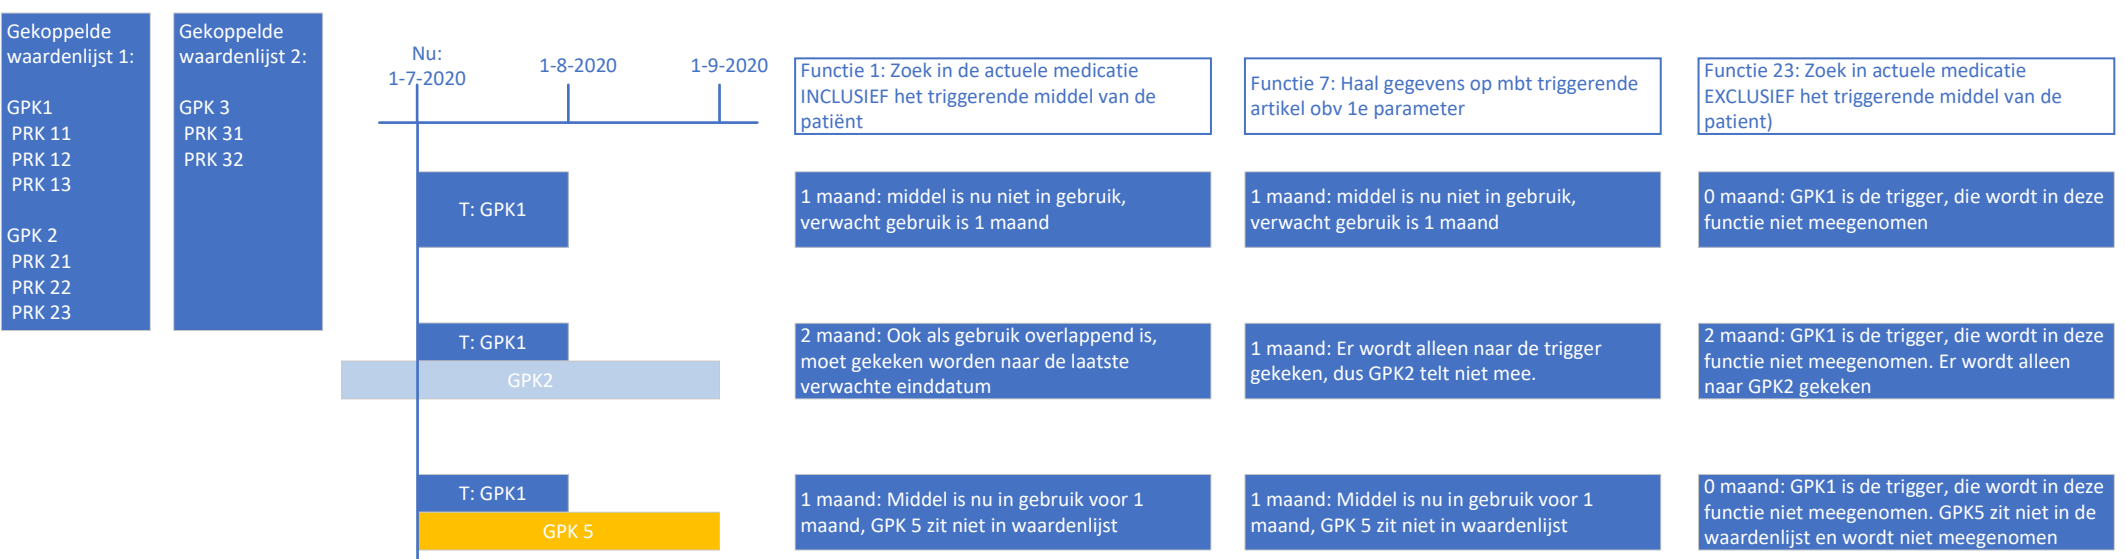 Gekoppelde
waardenlijst 1:
GPK1
PRK 11
PRK 12
PRK 13
GPK 2
PRK 21
PRK 22
PRK 23
Gekoppelde
waardenlijst 2:
GPK 3
PRK 31
PRK 32
Nu:
1-7-2020
1-8-2020
1-9-2020
Functie 1: Zoek in de actuele medicatie
INCLUSIEF het triggerende middel van de
patiënt
Functie 7: Haal gegevens op mbt triggerende
artikel obv 1e parameter
Functie 23: Zoek in actuele medicatie
EXCLUSIEF het triggerende middel van de
patient)
T: GPK1
1 maand: middel is nu niet in gebruik,
verwacht gebruik is 1 maand
1 maand: middel is nu niet in gebruik,
verwacht gebruik is 1 maand
0 maand: GPK1 is de trigger, die wordt in deze
functie niet meegenomen
T: GPK1
GPK2
2 maand: Ook als gebruik overlappend is,
moet gekeken worden naar de laatste
verwachte einddatum
1 maand: Er wordt alleen naar de trigger
gekeken, dus GPK2 telt niet mee.
2 maand: GPK1 is de trigger, die wordt in deze
functie niet meegenomen. Er wordt alleen
naar GPK2 gekeken
T: GPK1
GPK 5
1 maand: Middel is nu in gebruik voor 1
maand, GPK 5 zit niet in waardenlijst
1 maand: Middel is nu in gebruik voor 1
maand, GPK 5 zit niet in waardenlijst
0 maand: GPK1 is de trigger, die wordt in deze
functie niet meegenomen. GPK5 zit niet in de
waardenlijst en wordt niet meegenomen